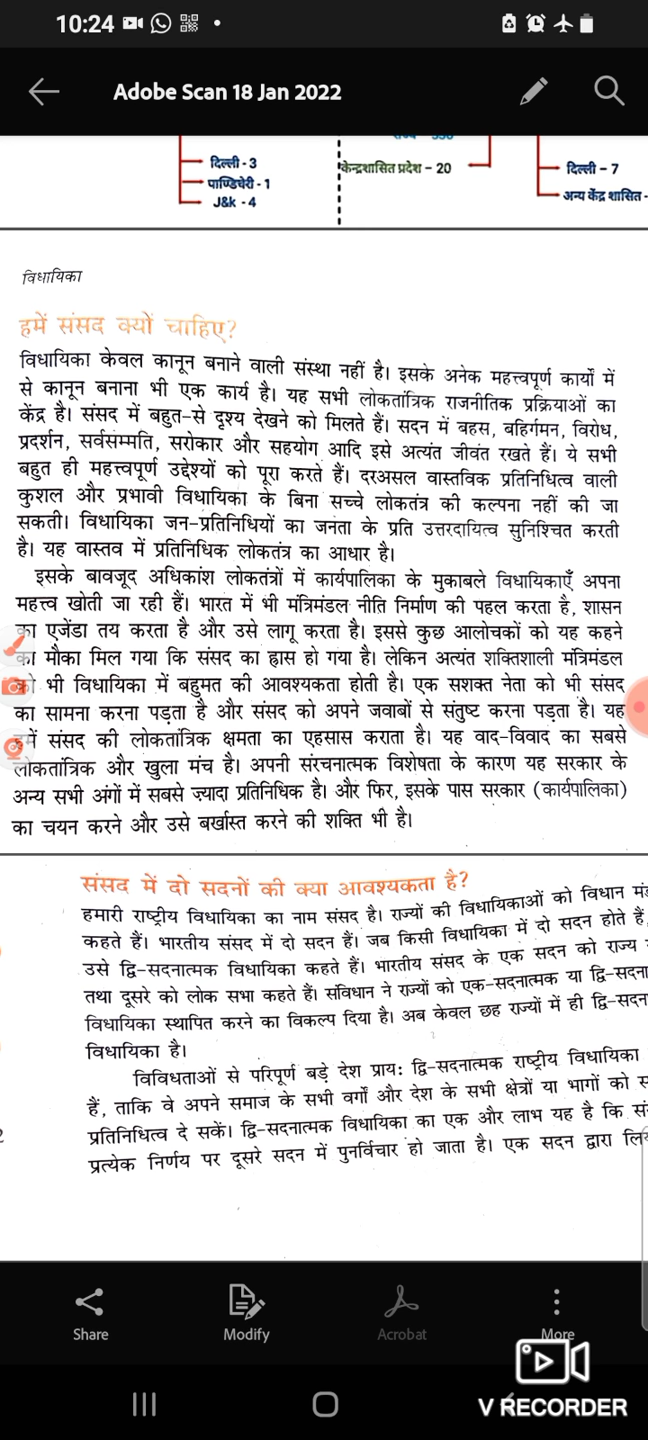 10:24
Adobe Scan 18 Jan 2022
दिल्ली - 3
पाण्डिचेरी - 1
J&k - 4
केन्द्रशासित प्रदेश - 20
दिल्ली - 7
अन्य केंद्र शासित -
विधायिका
हमें संसद क्यों चाहिए?
विधायिका केवल कानून बनाने वाली संस्था नहीं है। इसके अनेक महत्त्वपूर्ण कार्यों में
से कानून बनाना भी एक कार्य है। यह सभी लोकतांत्रिक राजनीतिक प्रक्रियाओं का
केंद्र है। संसद में बहुत-से दृश्य देखने को मिलते हैं। सदन में बहस, बहिर्गमन, विरोध,
प्रदर्शन, सर्वसम्मति, सरोकार और सहयोग आदि इसे अत्यंत जीवंत रखते हैं। ये सभी
बहुत ही महत्त्वपूर्ण उद्देश्यों को पूरा करते हैं। दरअसल वास्तविक प्रतिनिधित्व वाली
कुशल और प्रभावी विधायिका के बिना सच्चे लोकतंत्र की कल्पना नहीं की जा
सकती। विधायिका जन-प्रतिनिधियों का जनता के प्रति उत्तरदायित्व सुनिश्चित करती
है। यह वास्तव में प्रतिनिधिक लोकतंत्र का आधार है।
इसके बावजूद अधिकांश लोकतंत्रों में कार्यपालिका के मुकाबले विधायिकाएँ अपना
महत्त्व खोती जा रही हैं। भारत में भी मंत्रिमंडल नीति निर्माण की पहल करता है, शासन
का एजेंडा तय करता है और उसे लागू करता है। इससे कुछ आलोचकों को यह कहने
का मौका मिल गया कि संसद का ह्रास हो गया है। लेकिन अत्यंत शक्तिशाली मंत्रिमंडल
को भी विधायिका में बहुमत की आवश्यकता होती है। एक सशक्त नेता को भी संसद
का सामना करना पड़ता है और संसद को अपने जवाबों से संतुष्ट करना पड़ता है। यह
हमें संसद की लोकतांत्रिक क्षमता का एहसास कराता है। यह वाद-विवाद का सबसे
लोकतांत्रिक और खुला मंच है। अपनी संरचनात्मक विशेषता के कारण यह सरकार के
अन्य सभी अंगों में सबसे ज़्यादा प्रतिनिधिक है। और फिर, इसके पास सरकार (कार्यपालिका)
का चयन करने और उसे बर्खास्त करने की शक्ति भी है।
संसद में दो सदनों की क्या आवश्यकता है?
हमारी राष्ट्रीय विधायिका का नाम संसद है। राज्यों की विधायिकाओं को विधान मं
कहते हैं। भारतीय संसद में दो सदन हैं। जब किसी विधायिका में दो सदन होते हैं,
उसे द्वि-सदनात्मक विधायिका कहते हैं। भारतीय संसद के एक सदन को राज्य
तथा दूसरे को लोक सभा कहते हैं। संविधान ने राज्यों को एक-सदनात्मक या द्वि-सदना
विधायिका स्थापित करने का विकल्प दिया है। अब केवल छह राज्यों में ही द्वि-सदन
विधायिका है।
विविधताओं से परिपूर्ण बड़े देश प्राय: द्वि-सदनात्मक राष्ट्रीय विधायिका
हैं, ताकि वे अपने समाज के सभी वर्गों और देश के सभी क्षेत्रों या भागों को स
प्रतिनिधित्व दे सकें। द्वि-सदनात्मक विधायिका का एक और लाभ यह है कि सं
प्रत्येक निर्णय पर दूसरे सदन में पुनर्विचार हो जाता है। एक सदन द्वारा लि
Share
Modify
Acrobat
More
V RECORDER